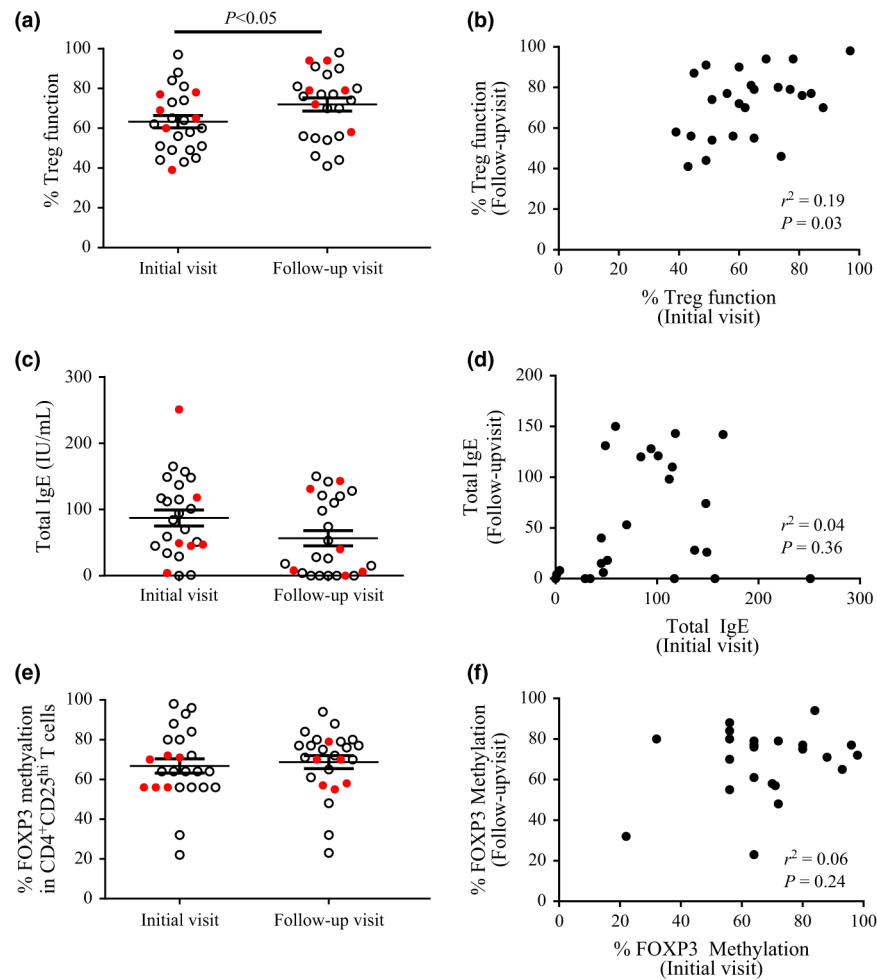 (a)
P<0.05
% Treg function
100
80
60
40
20
0
Initial visit
Follow-up visit
(b)
% Treg function
(Follow-upvisit)
100
80
60
40
20
0
r² = 0.19
P = 0.03
0
20
40
60
80
100
% Treg function
(Initial visit)
(c)
Total IgE (IU/mL)
300
200
100
0
Initial visit
Follow-up visit
(d)
Total IgE
(Follow-upvisit)
200
150
100
50
0
r² = 0.04
P = 0.36
0
100
200
300
Total IgE
(Initial visit)
(e)
% FOXP3 methyaltion
in CD4⁺CD25ʰⁱ T cells
100
80
60
40
20
0
Initial visit
Follow-up visit
(f)
% FOXP3 Methylation
(Follow-upvisit)
100
80
60
40
20
0
r² = 0.06
P = 0.24
0
20
40
60
80
100
% FOXP3 Methylation
(Initial visit)